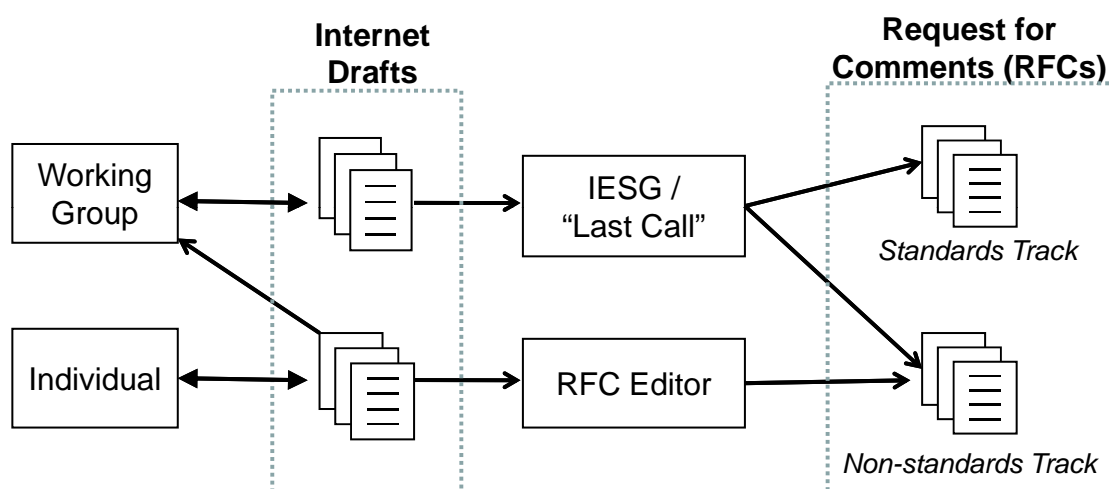 Internet
Drafts
Request for
Comments (RFCs)
Working
Group
IESG /
“Last Call”
Standards Track
Individual
RFC Editor
Non-standards Track